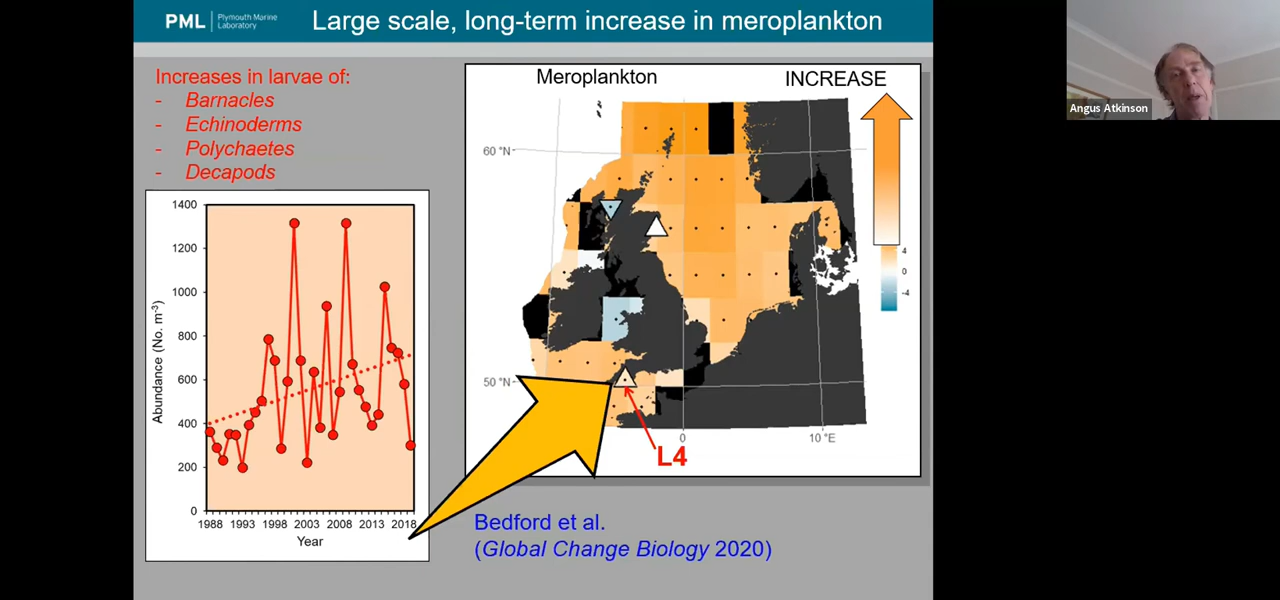 PML
Plymouth Marine
Laboratory
Large scale, long-term increase in meroplankton
Increases in larvae of:
- Barnacles
- Echinoderms
- Polychaetes
- Decapods
1400
1200
1000
800
600
400
200
0
Abundance (No. m-3)
1988 1993 1998 2003 2008 2013 2018
Year
Meroplankton
INCREASE
60 °N
50 °N
0
10 °E
4
0
-4
L4
Bedford et al.
(Global Change Biology 2020)
Angus Atkinson